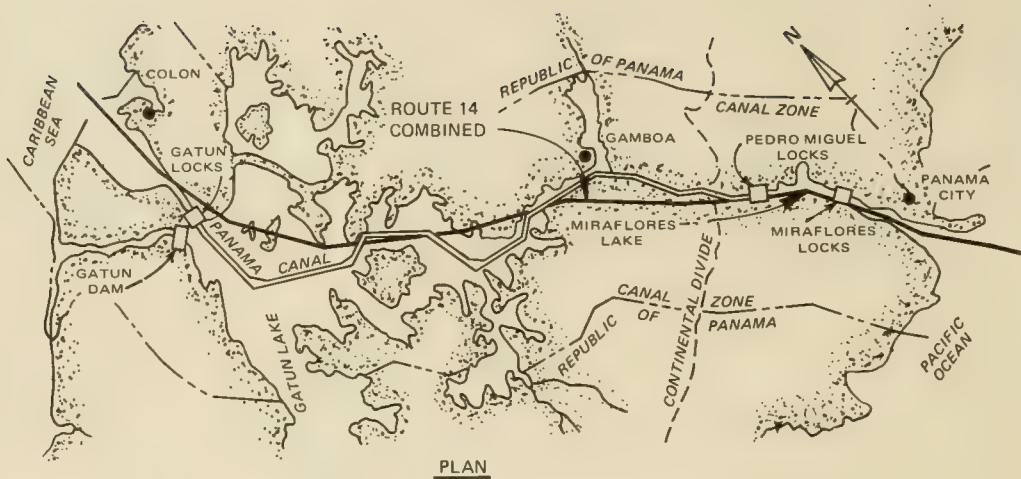 COLON
CARIBBEAN
SEA
GATUN
LOCKS
ROUTE 14
COMBINED
REPUBLIC OF PANAMA
CANAL ZONE
N
GAMBOA
PEDRO MIGUEL
LOCKS
PANAMA
CITY
PANAMA CANAL
MIRAFLORES
LAKE
MIRAFLORES
LOCKS
GATUN
DAM
GATUN LAKE
CANAL ZONE
REPUBLIC OF PANAMA
CONTINENTAL DIVIDE
PACIFIC
OCEAN
PLAN